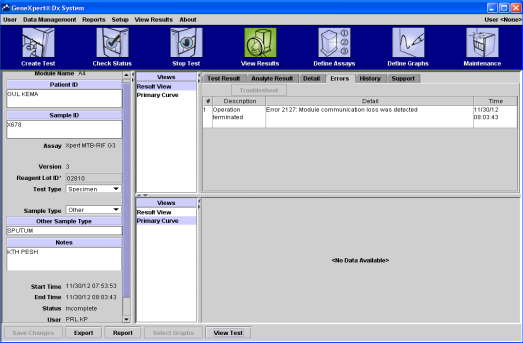 GeneXpert® Dx System
User Data Management Reports Setup View Results About User <None>
Create Test Check Status Stop Test View Results Define Assays Define Graphs Maintenance
Module Name A4
Patient ID
GUL KEMA
Sample ID
X678
Assay Xpert MTB-RIF G3
Version 3
Reagent Lot ID* 02810
Test Type Specimen
Sample Type Other
Other Sample Type
SPUTUM
Notes
KTH PESH
Start Time 11/30/12 07:53:53
End Time 11/30/12 08:03:43
Status Incomplete
User PRL KP
Views
Result View
Primary Curve
Test Result Analyte Result Detail Errors History Support
Troubleshoot
# Description Detail Time
1 Operation terminated Error 2127: Module communication loss was detected 11/30/12 08:03:43
Views
Result View
Primary Curve
<No Data Available>
Save Changes Export Report Select Graphs View Test